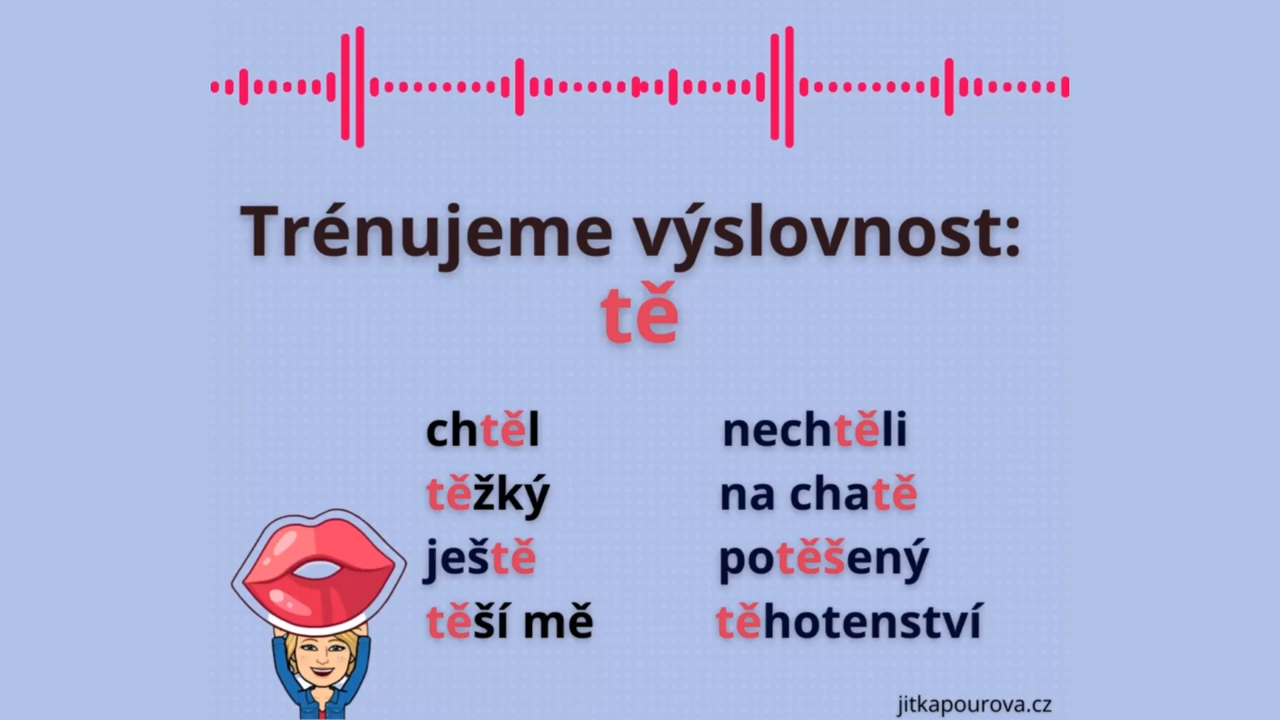 Trénujeme výslovnost:
tě
chtěl
těžký
ještě
těší mě
nechtěli
na chatě
potěšený
těhotenství
jitkapourova.cz